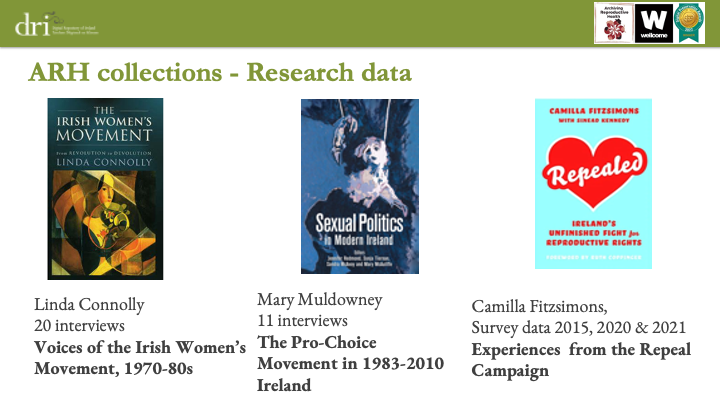 dri
Digital Repository of Ireland
Archiving
Reproductive
Health
W
wellcome
ARH collections - Research data
THE
IRISH WOMEN'S
MOVEMENT
FROM REVOLUTION TO DEVOLUTION
LINDA CONNOLLY
Sexual Politics
in Modern Ireland
Editors
Jennifer Redmond, Sonja Tiernan,
Sandra McAvoy and Mary McAuliffe
CAMILLA FITZSIMONS
WITH SINEAD KENNEDY
Repealed
IRELAND'S
UNFINISHED FIGHT for
REPRODUCTIVE RIGHTS
FOREWORD BY RUTH COPPINGER
Linda Connolly
20 interviews
Voices of the Irish Women's
Movement, 1970-80s
Mary Muldowney
11 interviews
The Pro-Choice
Movement in 1983-2010
Ireland
Camilla Fitzsimons,
Survey data 2015, 2020 & 2021
Experiences from the Repeal
Campaign